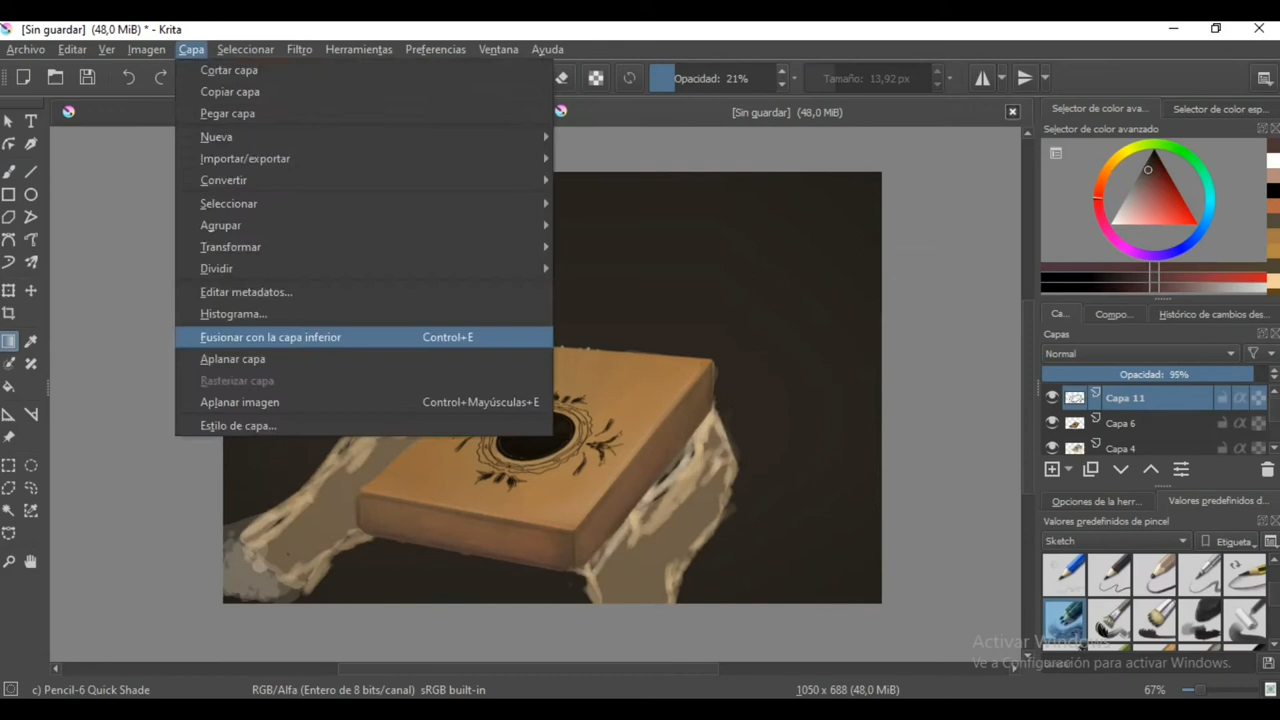 [Sin guardar] (48,0 MiB) * - Krita
Archivo Editar Ver Imagen Capa Seleccionar Filtro Herramientas Preferencias Ventana Ayuda
Opacidad: 21% Tamaño: 13,92 px
[Sin guardar] (48,0 MiB)
Cortar capa
Copiar capa
Pegar capa
Nueva
Importar/exportar
Convertir
Seleccionar
Agrupar
Transformar
Dividir
Editar metadatos...
Histograma...
Fusionar con la capa inferior Control+E
Aplanar capa
Rasterizar capa
Aplanar imagen Control+Mayúsculas+E
Estilo de capa...
Selector de color ava... Selector de color esp...
Selector de color avanzado
Ca... Compo... Histórico de cambios des...
Capas
Normal
Opacidad: 95%
Capa 11
Capa 6
Capa 4
Opciones de la herr... Valores predefinidos d...
Valores predefinidos de pincel
Sketch Etiqueta
Activar Windows
Ve a Configuración para activar Windows.
c) Pencil-6 Quick Shade RGB/Alfa (Entero de 8 bits/canal) sRGB built-in 1050 x 688 (48,0 MiB) 67%